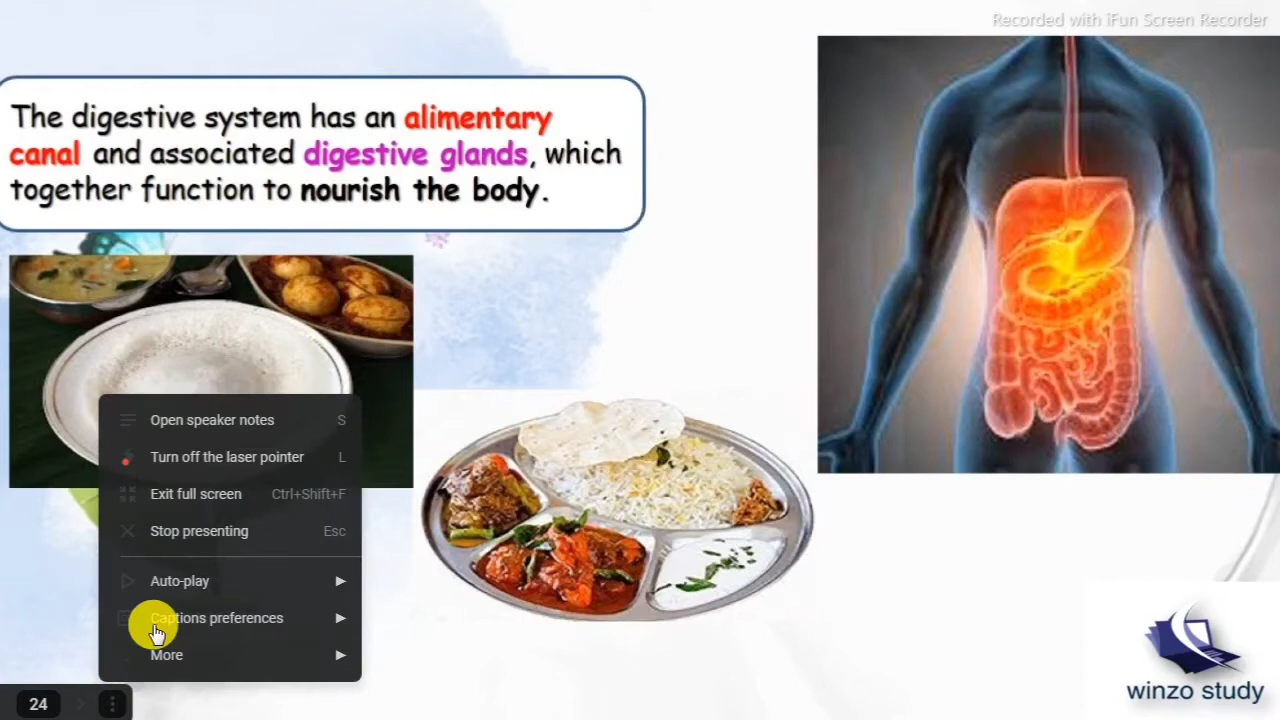 Recorded with iFun Screen Recorder
The digestive system has an alimentary
canal and associated digestive glands, which
together function to nourish the body.
Open speaker notes S
Turn off the laser pointer L
Exit full screen Ctrl+Shift+F
Stop presenting Esc
Auto-play
Captions preferences
More
24
winzo study